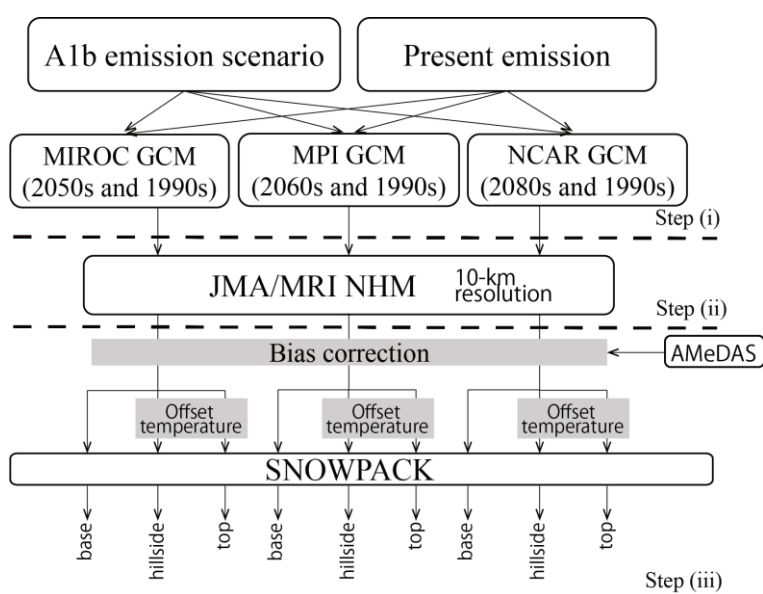 A1b emission scenario
Present emission
MIROC GCM
(2050s and 1990s)
MPI GCM
(2060s and 1990s)
NCAR GCM
(2080s and 1990s)
Step (i)
JMA/MRI NHM
10-km
resolution
Step (ii)
Bias correction
AMeDAS
Offset
temperature
Offset
temperature
Offset
temperature
SNOWPACK
base
hillside
top
base
hillside
top
base
hillside
top
Step (iii)